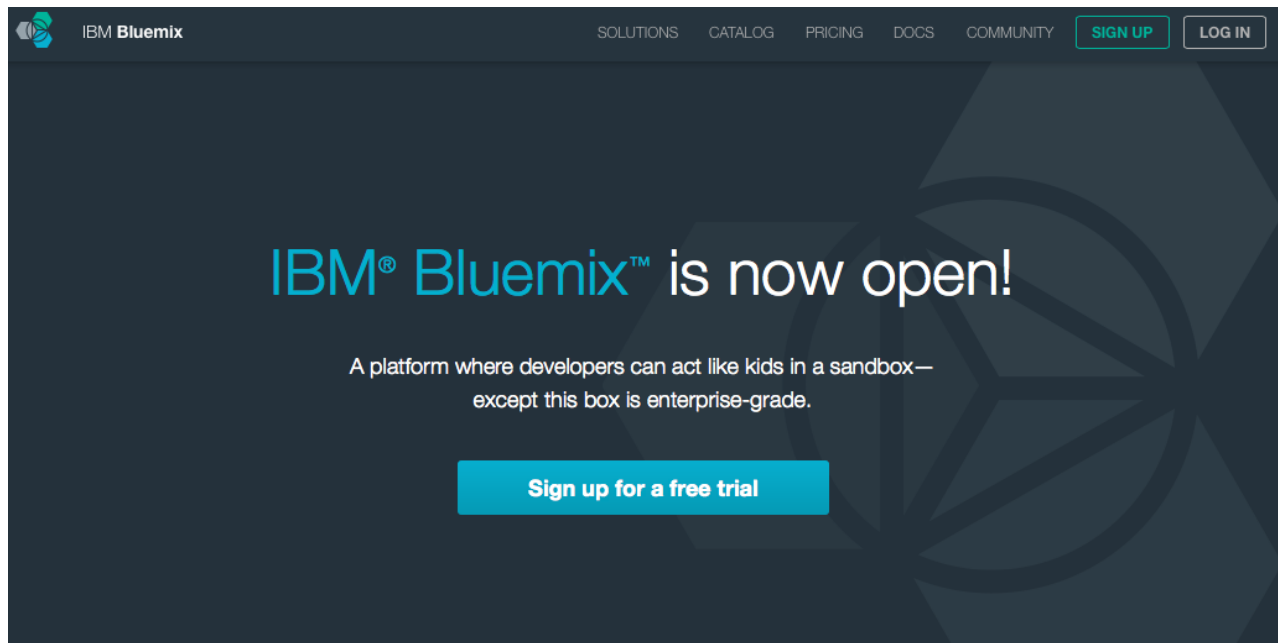 IBM Bluemix
SOLUTIONS
CATALOG
PRICING
DOCS
COMMUNITY
SIGN UP
LOG IN
IBM® Bluemix™ is now open!
A platform where developers can act like kids in a sandbox—
except this box is enterprise-grade.
Sign up for a free trial